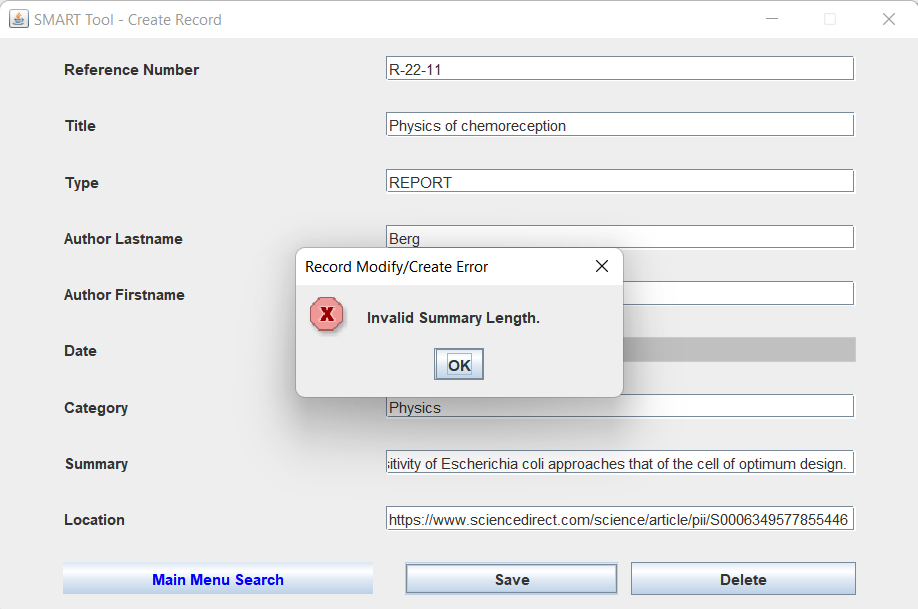 SMART Tool - Create Record
Reference Number R-22-11
Title Physics of chemoreception
Type REPORT
Author Lastname Berg
Record Modify/Create Error
Author Firstname
X Invalid Summary Length.
Date
OK
Category Physics
Summary sitivity of Escherichia coli approaches that of the cell of optimum design.
Location https://www.sciencedirect.com/science/article/pii/S0006349577855446
Main Menu Search Save Delete